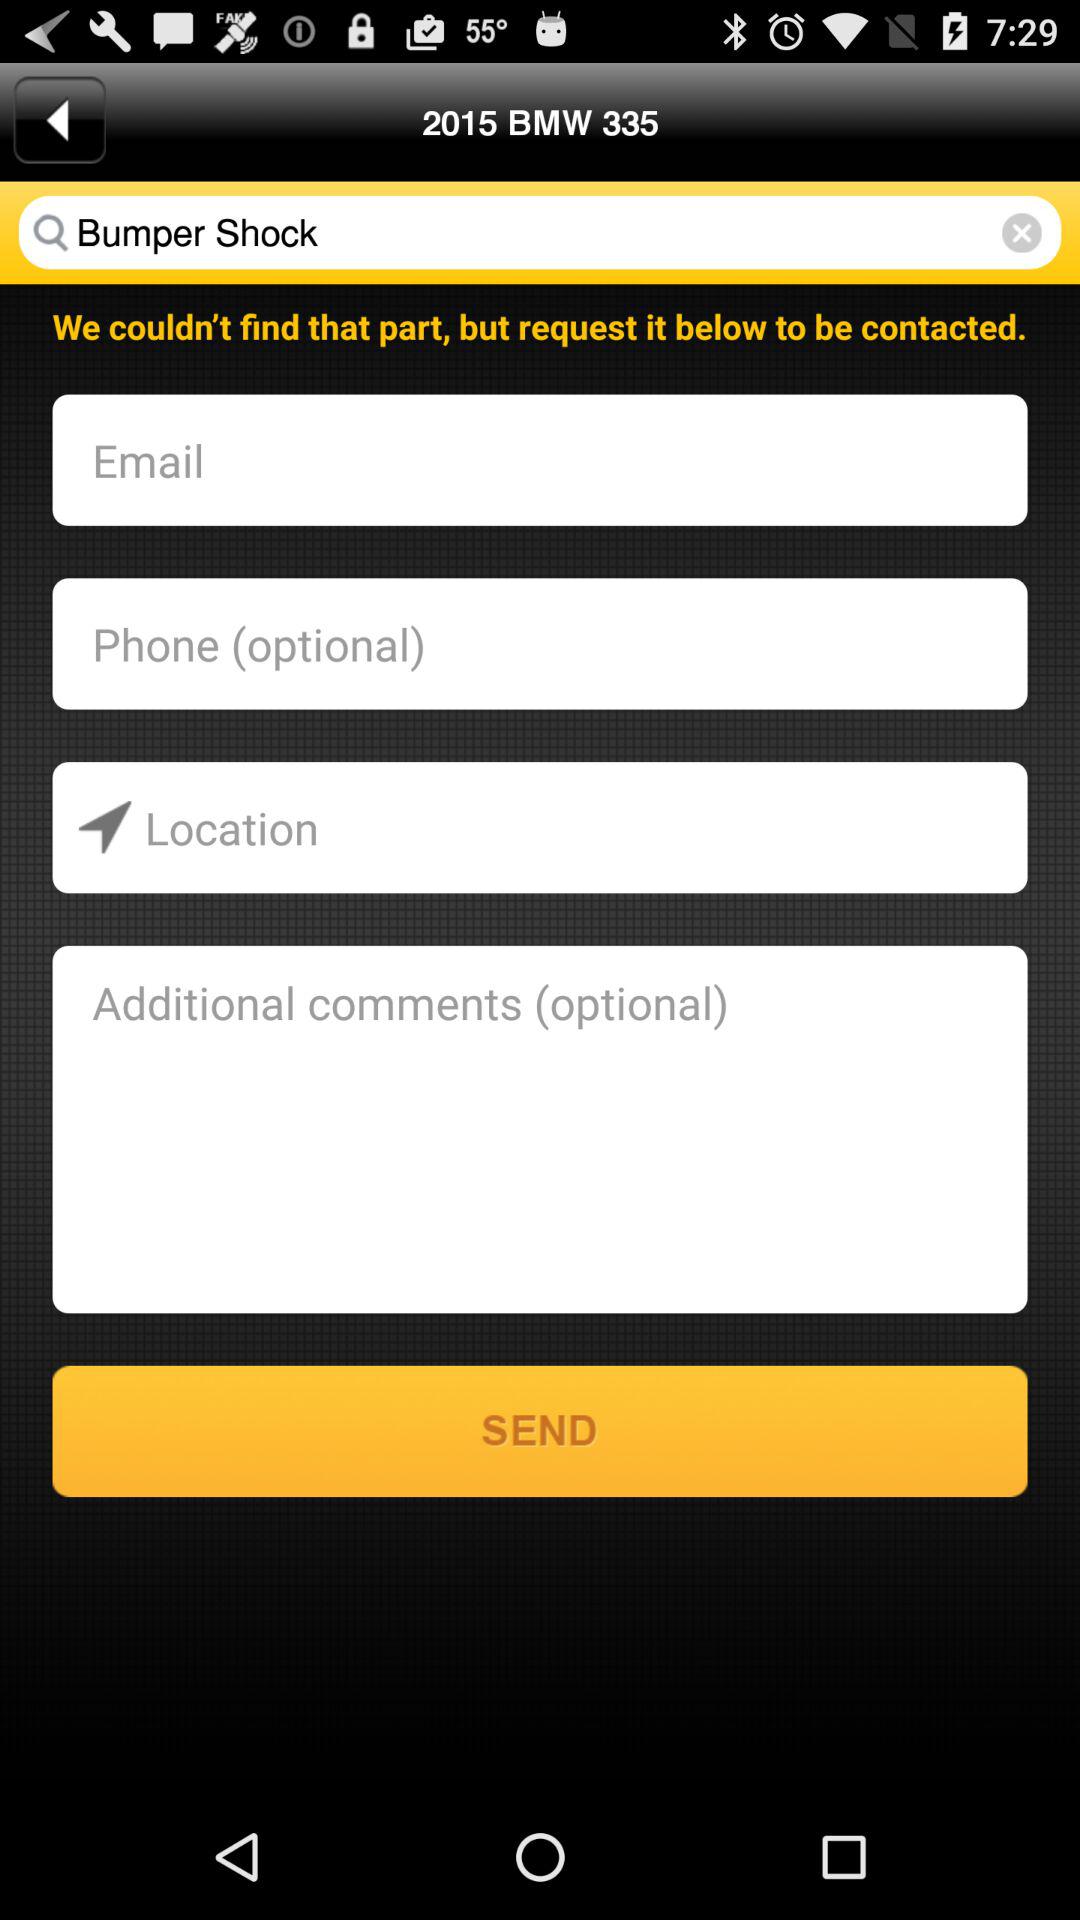 FAKE
55°
7:29
2015 BMW 335
Bumper Shock
We couldn’t find that part, but request it below to be contacted.
Email
Phone (optional)
Location
Additional comments (optional)
SEND